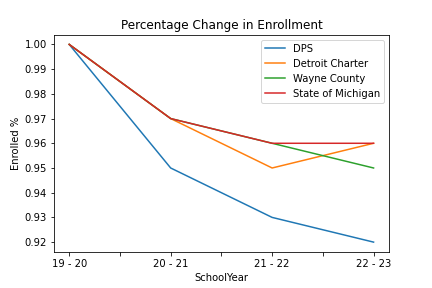 Percentage Change in Enrollment
DPS
Detroit Charter
Wayne County
State of Michigan
Enrolled %
1.00
0.99
0.98
0.97
0.96
0.95
0.94
0.93
0.92
19 - 20 20 - 21 21 - 22 22 - 23
SchoolYear